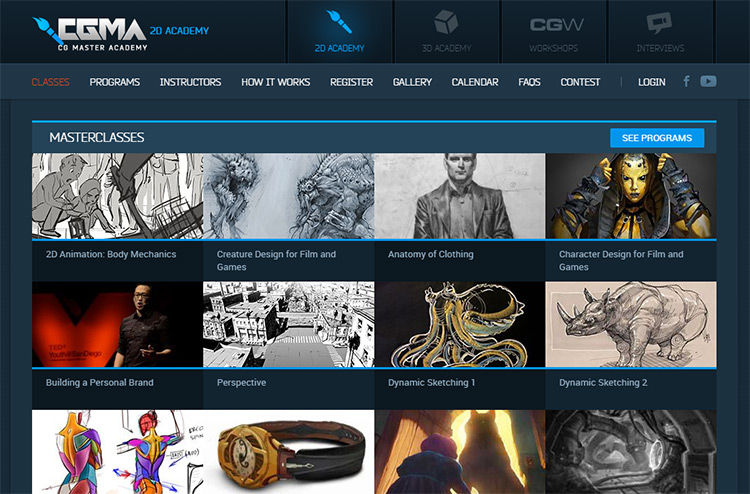 CGMA
CG MASTER ACADEMY
2D ACADEMY
2D ACADEMY
3D ACADEMY
CGW
WORKSHOPS
INTERVIEWS
CLASSES PROGRAMS INSTRUCTORS HOW IT WORKS REGISTER GALLERY CALENDAR FAQS CONTEST | LOGIN f YouTube
MASTERCLASSES
SEE PROGRAMS
2D Animation: Body Mechanics
Creature Design for Film and
Games
Anatomy of Clothing
Character Design for Film and
Games
TEDx
Youth@SanDiego
Building a Personal Brand
Perspective
Dynamic Sketching 1
Dynamic Sketching 2